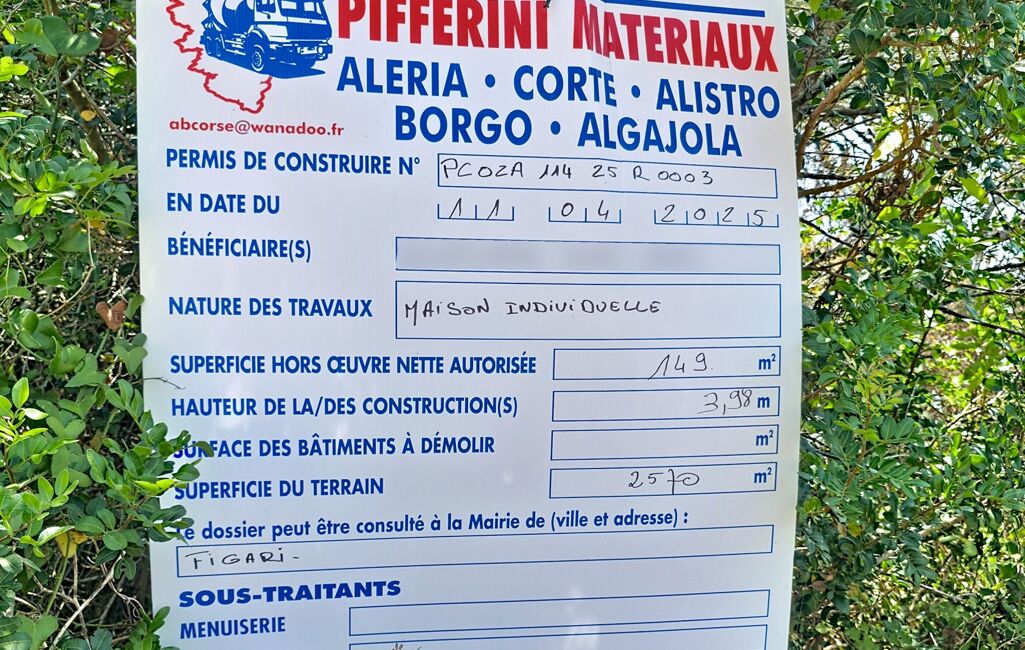 PIFFERINI MATERIAUX
ALERIA • CORTE • ALISTRO
BORGO • ALGAJOLA
abcorse@wanadoo.fr
PERMIS DE CONSTRUIRE N° PC02A 114 25 R0003
EN DATE DU 11 04 2025
BÉNÉFICIAIRE(S)
NATURE DES TRAVAUX MAISON INDIVIDUELLE
SUPERFICIE HORS ŒUVRE NETTE AUTORISÉE 149 m²
HAUTEUR DE LA/DES CONSTRUCTION(S) 3,98 m
SURFACE DES BÂTIMENTS À DÉMOLIR m²
SUPERFICIE DU TERRAIN 2570 m²
Le dossier peut être consulté à la Mairie de (ville et adresse) :
FIGARI.
SOUS-TRAITANTS
MENUISERIE